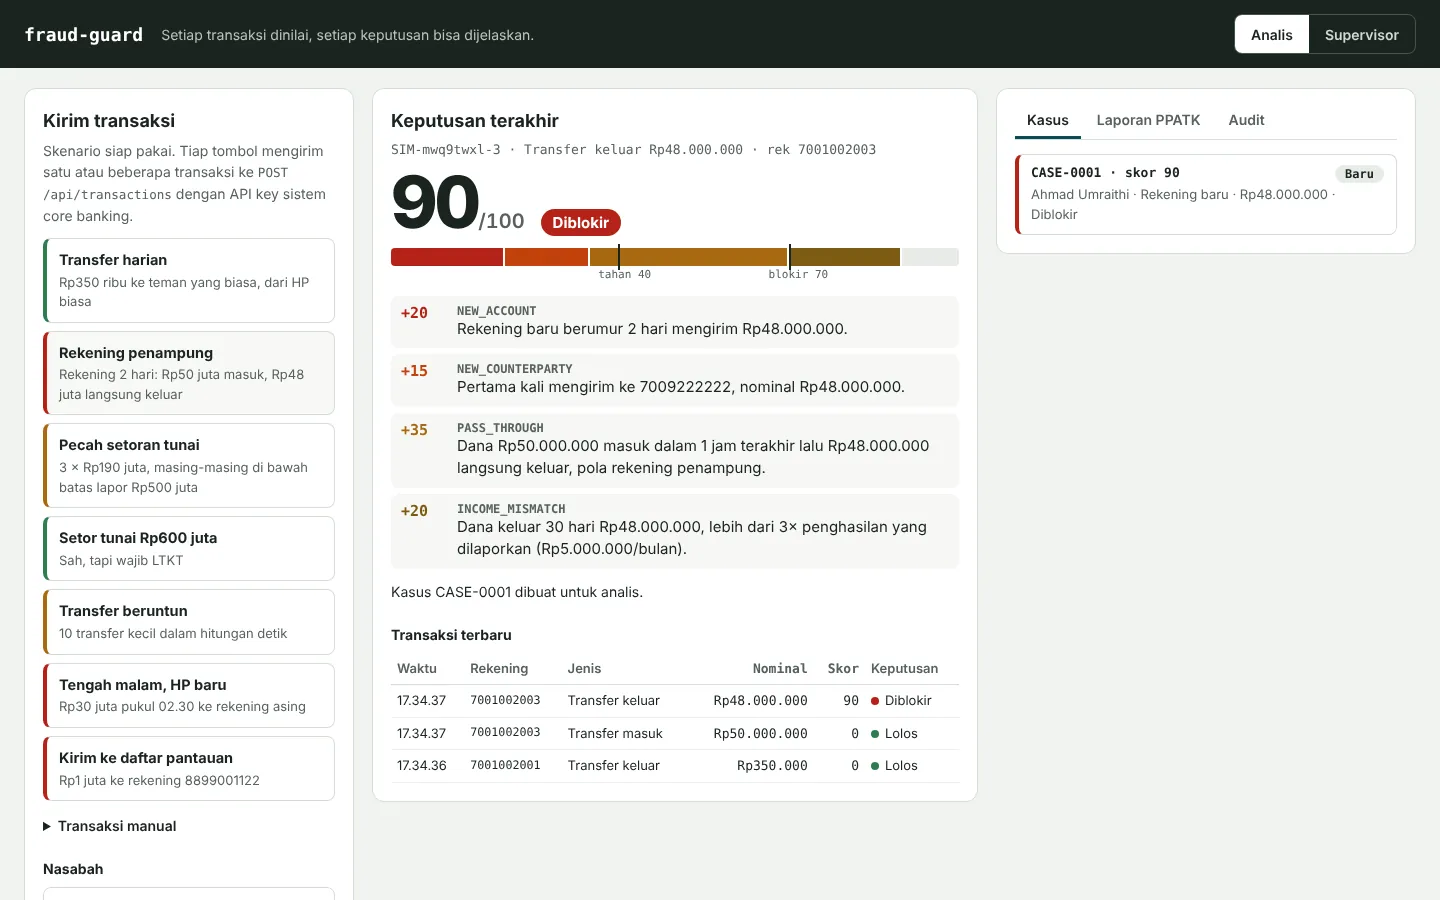 fraud-guard
Setiap transaksi dinilai, setiap keputusan bisa dijelaskan.
Analis
Supervisor
Kirim transaksi
Skenario siap pakai. Tiap tombol mengirim
satu atau beberapa transaksi ke POST
/api/transactions dengan API key sistem
core banking.
Transfer harian
Rp350 ribu ke teman yang biasa, dari HP
biasa
Rekening penampung
Rekening 2 hari: Rp50 juta masuk, Rp48
juta langsung keluar
Pecah setoran tunai
3 × Rp190 juta, masing-masing di bawah
batas lapor Rp500 juta
Setor tunai Rp600 juta
Sah, tapi wajib LTKT
Transfer beruntun
10 transfer kecil dalam hitungan detik
Tengah malam, HP baru
Rp30 juta pukul 02.30 ke rekening asing
Kirim ke daftar pantauan
Rp1 juta ke rekening 8899001122
Transaksi manual
Nasabah
Keputusan terakhir
SIM-mwq9twxl-3 · Transfer keluar Rp48.000.000 · rek 7001002003
90/100 Diblokir
tahan 40
blokir 70
+20 NEW_ACCOUNT
Rekening baru berumur 2 hari mengirim Rp48.000.000.
+15 NEW_COUNTERPARTY
Pertama kali mengirim ke 7009222222, nominal Rp48.000.000.
+35 PASS_THROUGH
Dana Rp50.000.000 masuk dalam 1 jam terakhir lalu Rp48.000.000
langsung keluar, pola rekening penampung.
+20 INCOME_MISMATCH
Dana keluar 30 hari Rp48.000.000, lebih dari 3× penghasilan yang
dilaporkan (Rp5.000.000/bulan).
Kasus CASE-0001 dibuat untuk analis.
Transaksi terbaru
Waktu Rekening Jenis Nominal Skor Keputusan
17.34.37 7001002003 Transfer keluar Rp48.000.000 90 Diblokir
17.34.37 7001002003 Transfer masuk Rp50.000.000 0 Lolos
17.34.36 7001002001 Transfer keluar Rp350.000 0 Lolos
Kasus
Laporan PPATK
Audit
CASE-0001 · skor 90
Baru
Ahmad Umraithi · Rekening baru · Rp48.000.000 ·
Diblokir